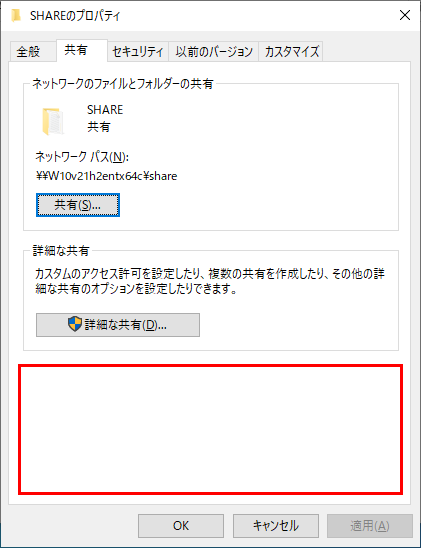 SHAREのプロパティ
全般 共有 セキュリティ 以前のバージョン カスタマイズ
ネットワークのファイルとフォルダーの共有
SHARE
共有
ネットワーク パス(N):
¥¥W10v21h2entx64c¥share
共有(S)...
詳細な共有
カスタムのアクセス許可を設定したり、複数の共有を作成したり、その他の詳
細な共有のオプションを設定したりできます。
詳細な共有(D)...
OK キャンセル 適用(A)